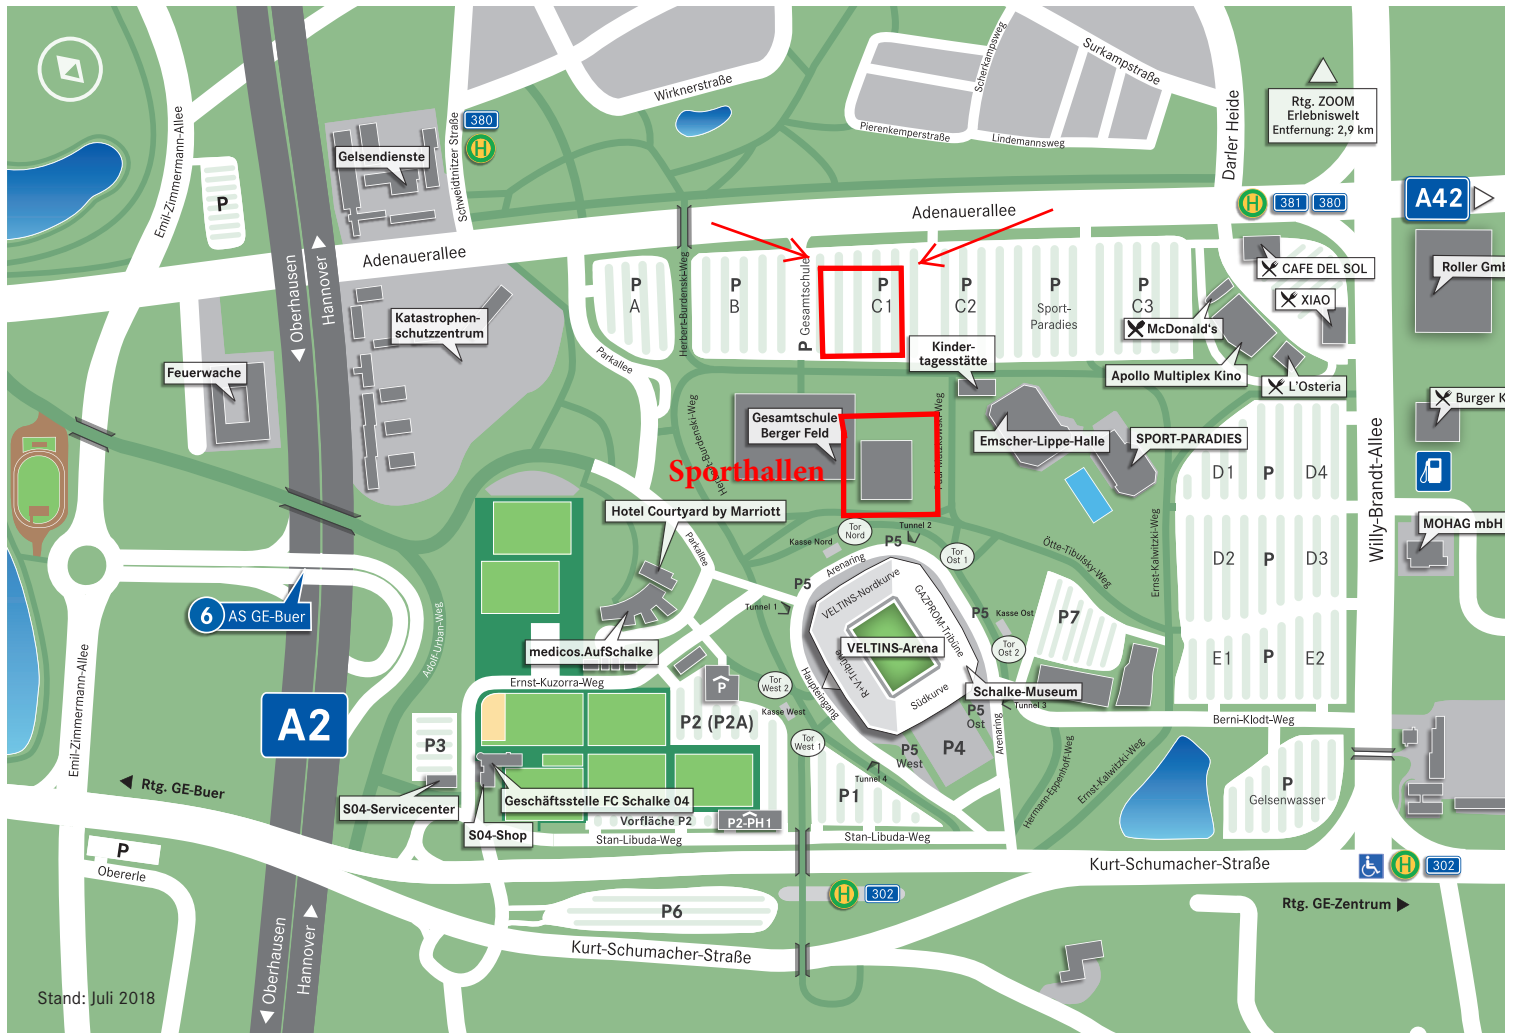 Wirknerstraße
Scherkampsweg
Surkampstraße
Pierenkemperstraße
Lindemannsweg
Darler Heide
Rtg. ZOOM
Erlebniswelt
Entfernung: 2,9 km
Emil-Zimmermann-Allee
380
H
Schweidtnitzer Straße
Gelsendienste
P
Oberhausen
Hannover
Adenauerallee
Adenauerallee
H
381
380
A42
CAFE DEL SOL
Roller Gmb
XIAO
P
A
Herbert-Burdenski-Weg
P
B
P Gesamtschule
P
C1
P
C2
P
Sport-
Paradies
P
C3
McDonald's
Apollo Multiplex Kino
L'Osteria
Burger K
Katastrophen-
schutzzentrum
Feuerwache
Parkallee
Kinder-
tagesstätte
Gesamtschule
Berger Feld
Sporthallen
Emscher-Lippe-Halle
SPORT-PARADIES
D1
P
D4
Willy-Brandt-Allee
MOHAG mbH
Hotel Courtyard by Marriott
Parkallee
Kasse Nord
Tor
Nord
P5
Tunnel 2
Tor
Ost 1
Ötte-Tibulsky-Weg
Ernst-Kalwitzki-Weg
D2
P
D3
6
AS GE-Buer
Adolf-Urban-Weg
P5
Arenaring
Tunnel 1
VELTINS-Nordkurve
GAZPROM-Tribüne
VELTINS-Arena
R+V-Tribüne
Südkurve
Haupteingang
P5
Kasse Ost
Tor
Ost 2
P7
E1
P
E2
medicos.AufSchalke
Ernst-Kuzorra-Weg
P
Tor
West 2
Kasse West
Tor
West 1
Schalke-Museum
P5
Ost
Tunnel 3
Arenaring
Berni-Klodt-Weg
Emil-Zimmermann-Allee
A2
P3
P2 (P2A)
P5
West
P4
Tunnel 4
P1
Hermann-Eppenhoff-Weg
Ernst-Kalwitzki-Weg
P
Gelsenwasser
Rtg. GE-Buer
S04-Servicecenter
S04-Shop
Geschäftsstelle FC Schalke 04
Vorfläche P2
P2-PH1
Stan-Libuda-Weg
Stan-Libuda-Weg
P
Obererle
Kurt-Schumacher-Straße
H
302
H
302
P6
Kurt-Schumacher-Straße
Rtg. GE-Zentrum
Oberhausen
Hannover
Stand: Juli 2018